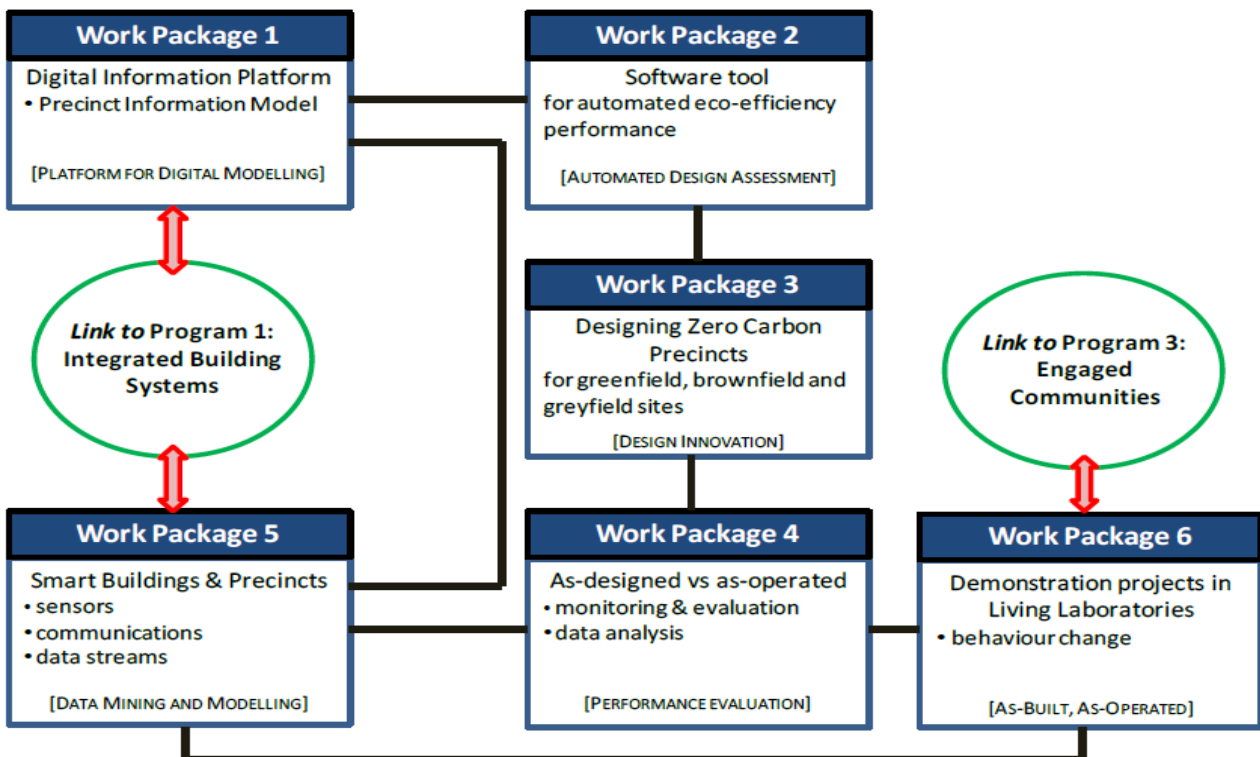 Work Package 1
Digital Information Platform
• Precinct Information Model
[PLATFORM FOR DIGITAL MODELLING]
Work Package 2
Software tool
for automated eco-efficiency
performance
[AUTOMATED DESIGN ASSESSMENT]
Link to Program 1:
Integrated Building
Systems
Work Package 3
Designing Zero Carbon
Precincts
for greenfield, brownfield and
greyfield sites
[DESIGN INNOVATION]
Link to Program 3:
Engaged
Communities
Work Package 5
Smart Buildings & Precincts
• sensors
• communications
• data streams
[DATA MINING AND MODELLING]
Work Package 4
As-designed vs as-operated
• monitoring & evaluation
• data analysis
[PERFORMANCE EVALUATION]
Work Package 6
Demonstration projects in
Living Laboratories
• behaviour change
[AS-BUILT, AS-OPERATED]